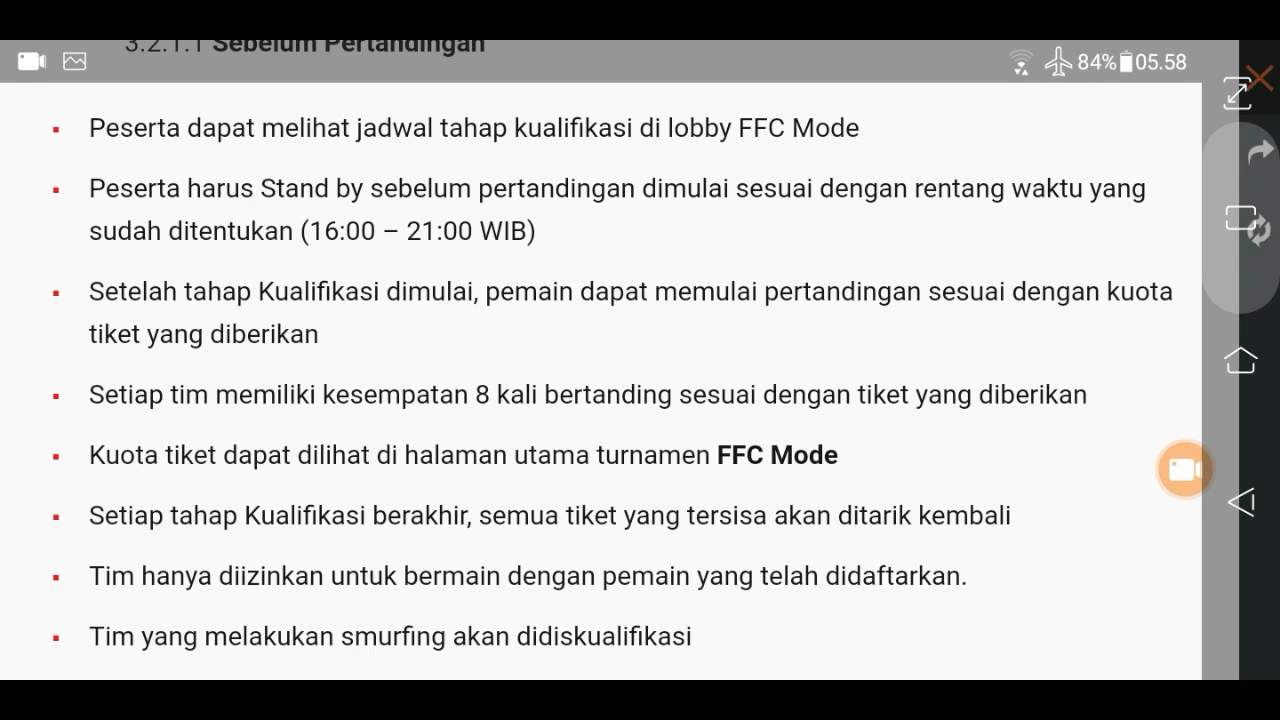 3.2.1.1 Sebelum Pertandingan
84% 05.58
Peserta dapat melihat jadwal tahap kualifikasi di lobby FFC Mode
Peserta harus Stand by sebelum pertandingan dimulai sesuai dengan rentang waktu yang
sudah ditentukan (16:00 – 21:00 WIB)
Setelah tahap Kualifikasi dimulai, pemain dapat memulai pertandingan sesuai dengan kuota
tiket yang diberikan
Setiap tim memiliki kesempatan 8 kali bertanding sesuai dengan tiket yang diberikan
Kuota tiket dapat dilihat di halaman utama turnamen FFC Mode
Setiap tahap Kualifikasi berakhir, semua tiket yang tersisa akan ditarik kembali
Tim hanya diizinkan untuk bermain dengan pemain yang telah didaftarkan.
Tim yang melakukan smurfing akan didiskualifikasi